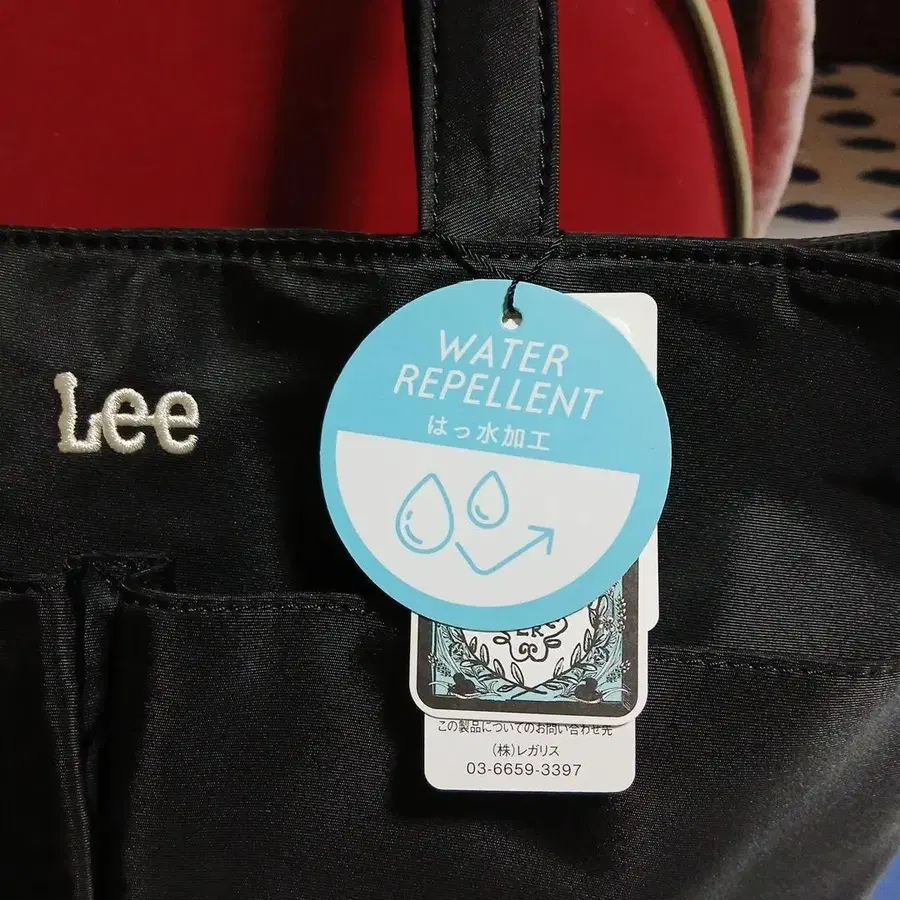 Lee
WATER
REPELLENT
はっ水加工
この製品についてのお問い合わせ先
(株)レガリス
03-6659-3397